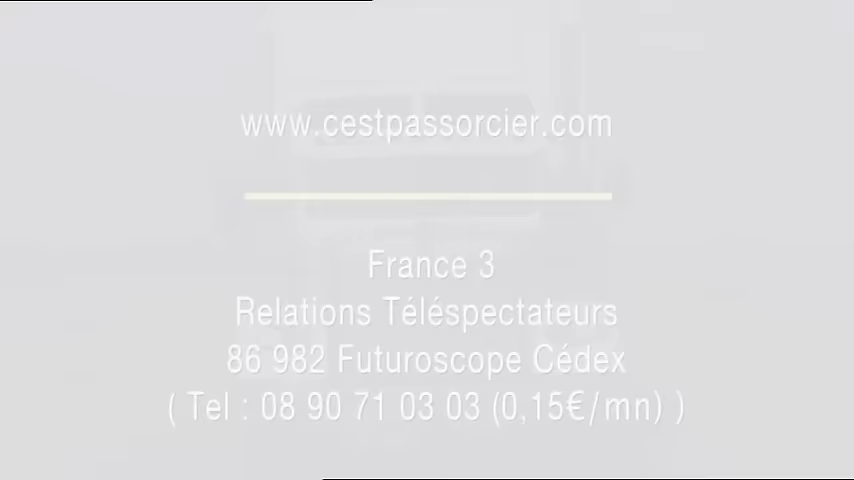 www.cestpassorcier.com
France 3
Relations Téléspectateurs
86 982 Futuroscope Cédex
( Tel : 08 90 71 03 03 (0,15€/mn) )